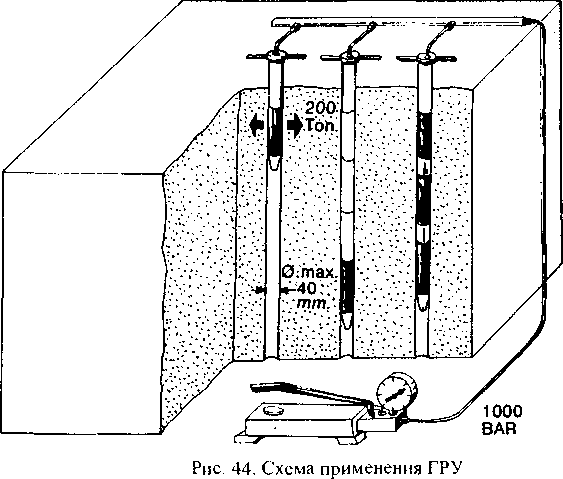 200
Ton.
Ø.max.
40
mm.
1000
BAR
Рис. 44. Схема применения ГРУ